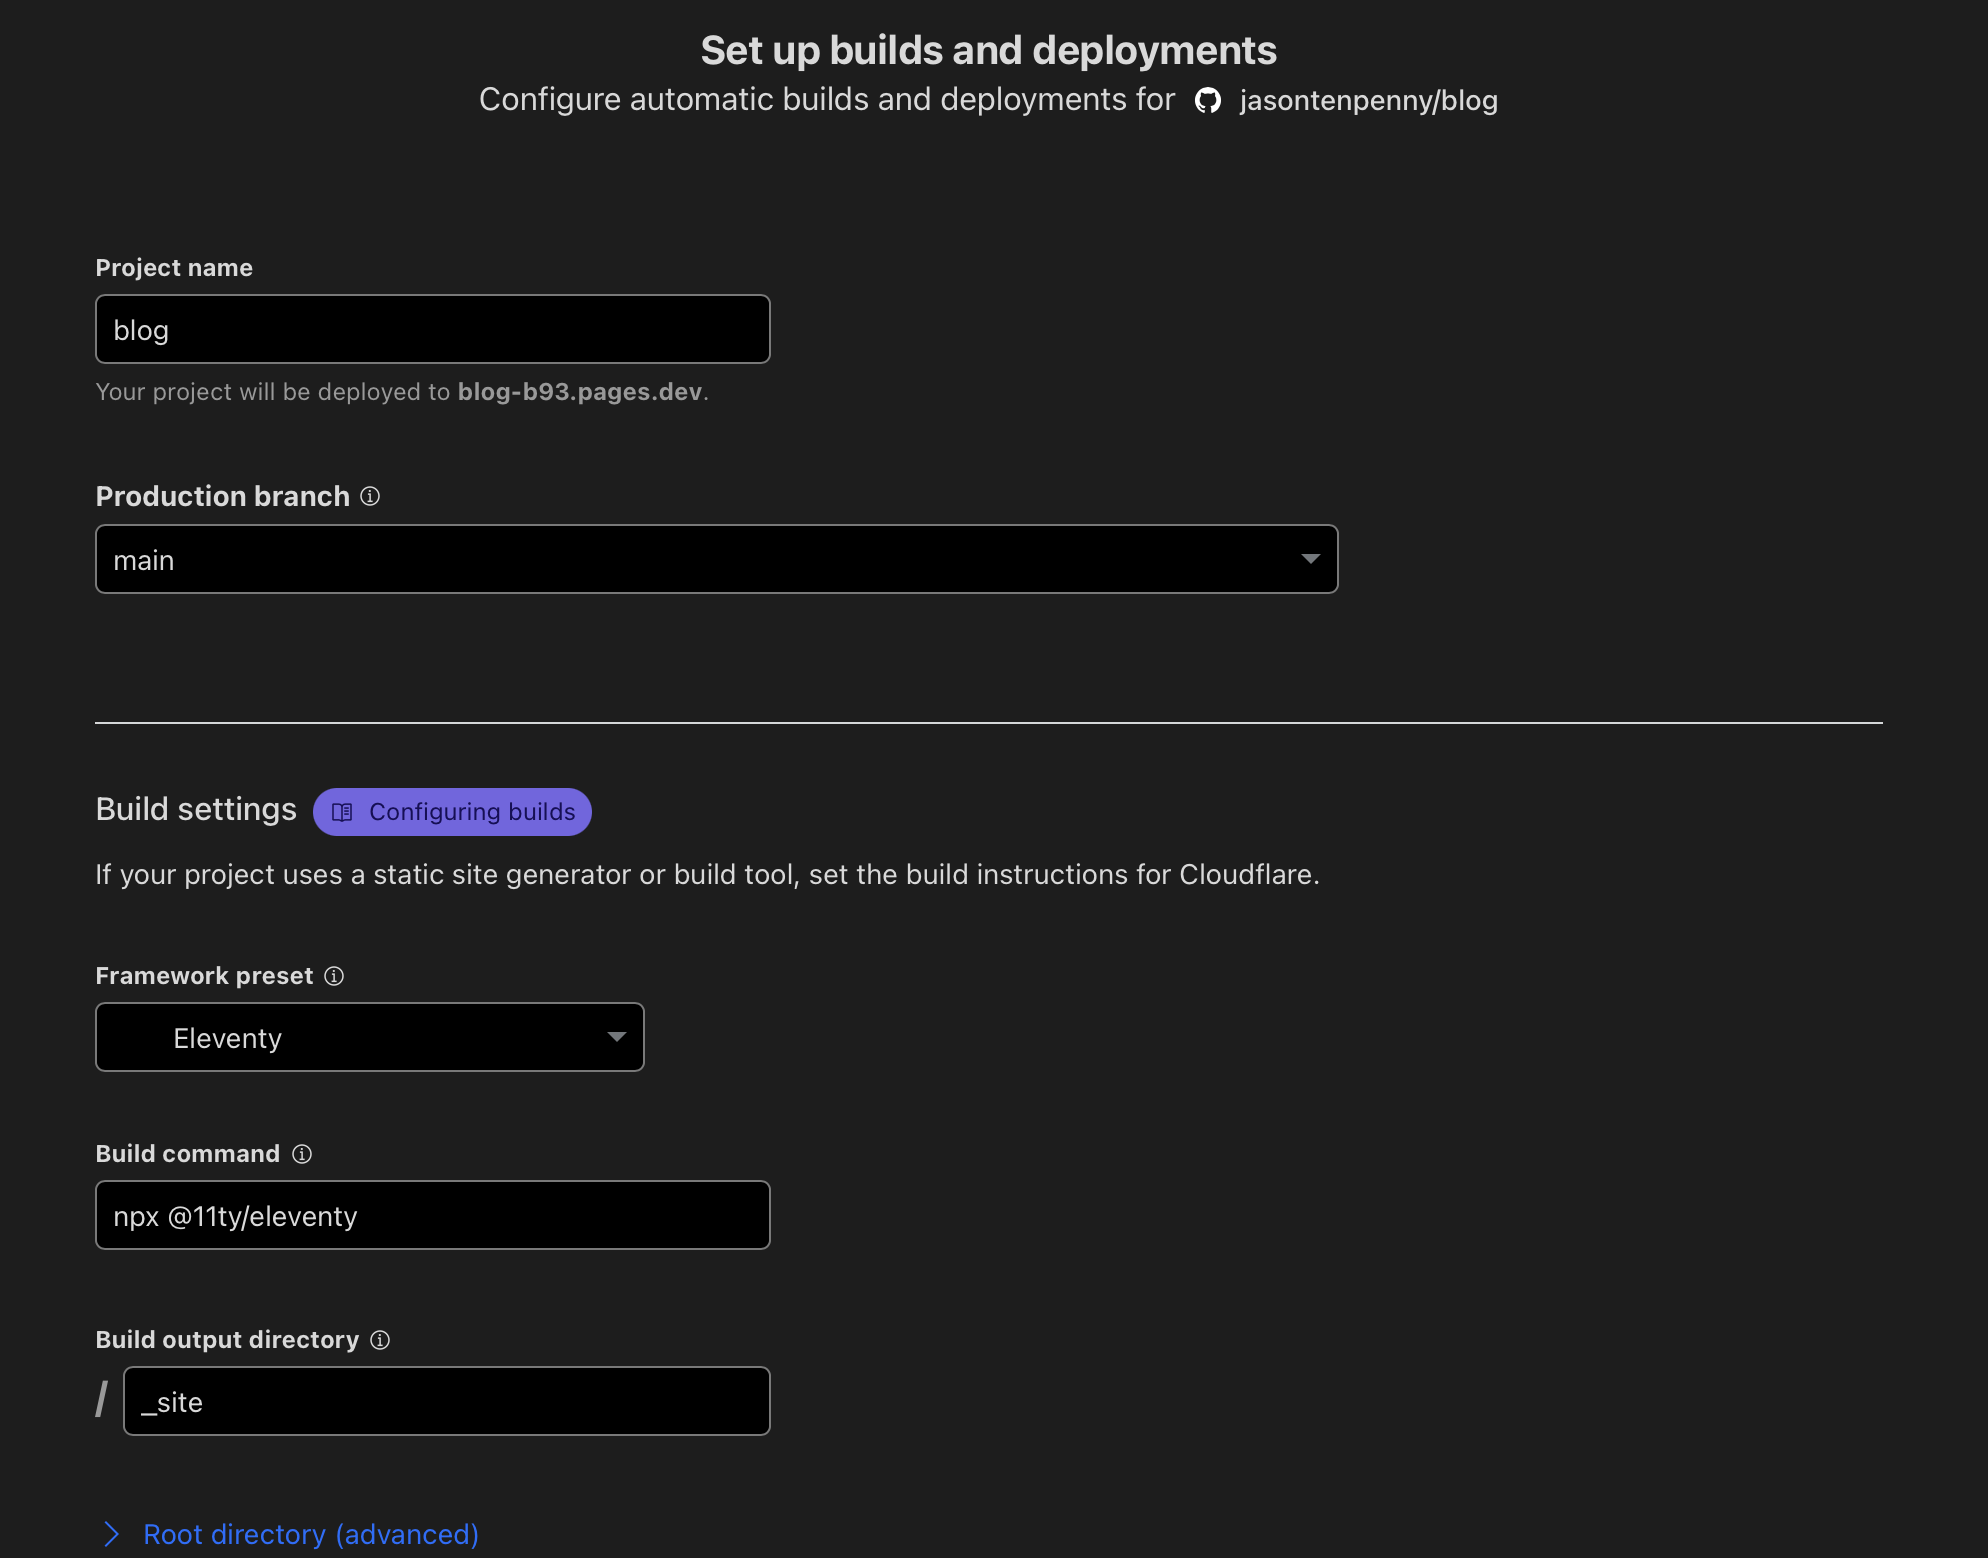 Set up builds and deployments
Configure automatic builds and deployments for jasontenpenny/blog
Project name
blog
Your project will be deployed to blog-b93.pages.dev.
Production branch
main
Build settings
Configuring builds
If your project uses a static site generator or build tool, set the build instructions for Cloudflare.
Framework preset
Eleventy
Build command
npx @11ty/eleventy
Build output directory
/ _site
Root directory (advanced)